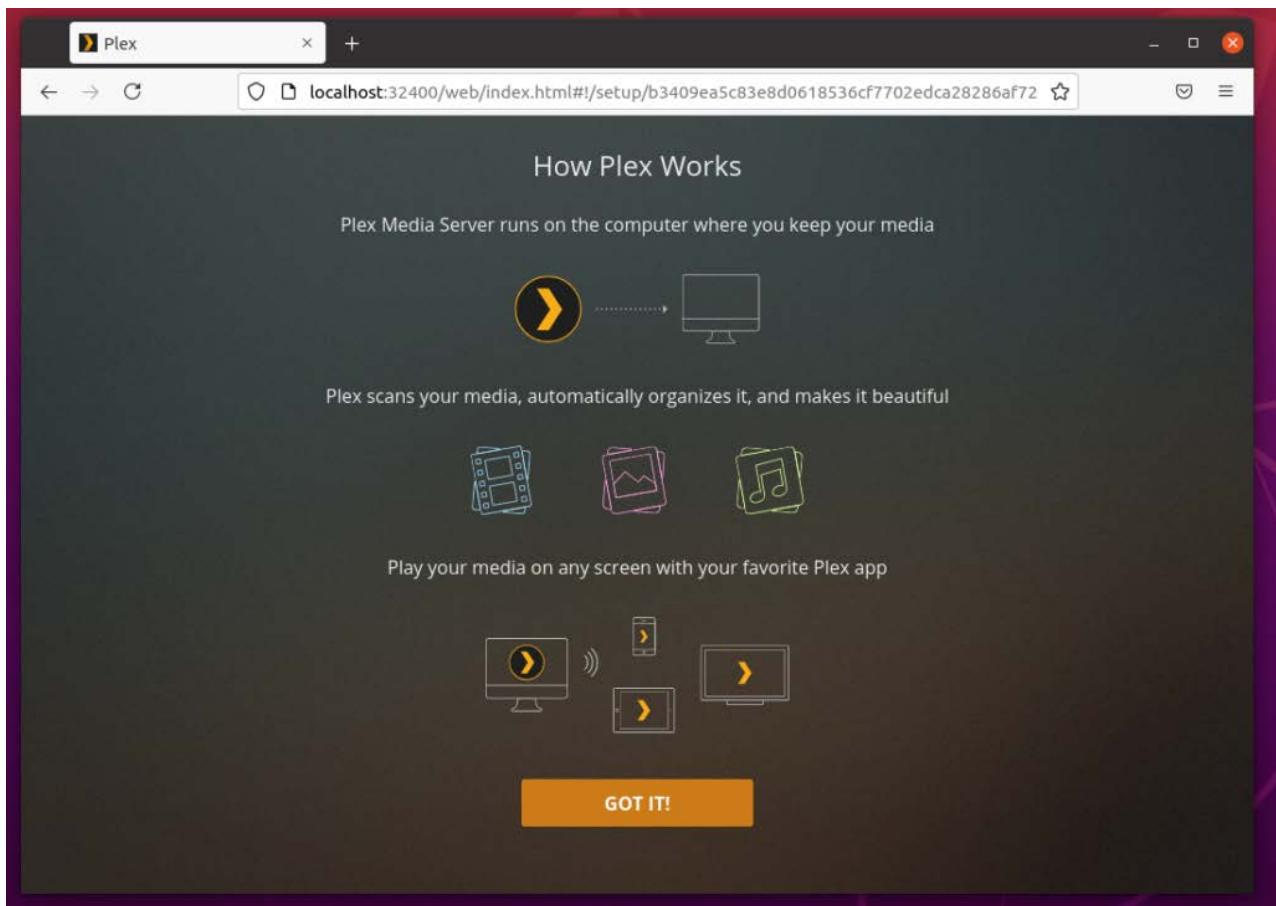 Plex
localhost:32400/web/index.html#!/setup/b3409ea5c83e8d0618536cf7702edca28286af72
How Plex Works
Plex Media Server runs on the computer where you keep your media
Plex scans your media, automatically organizes it, and makes it beautiful
Play your media on any screen with your favorite Plex app
GOT IT!